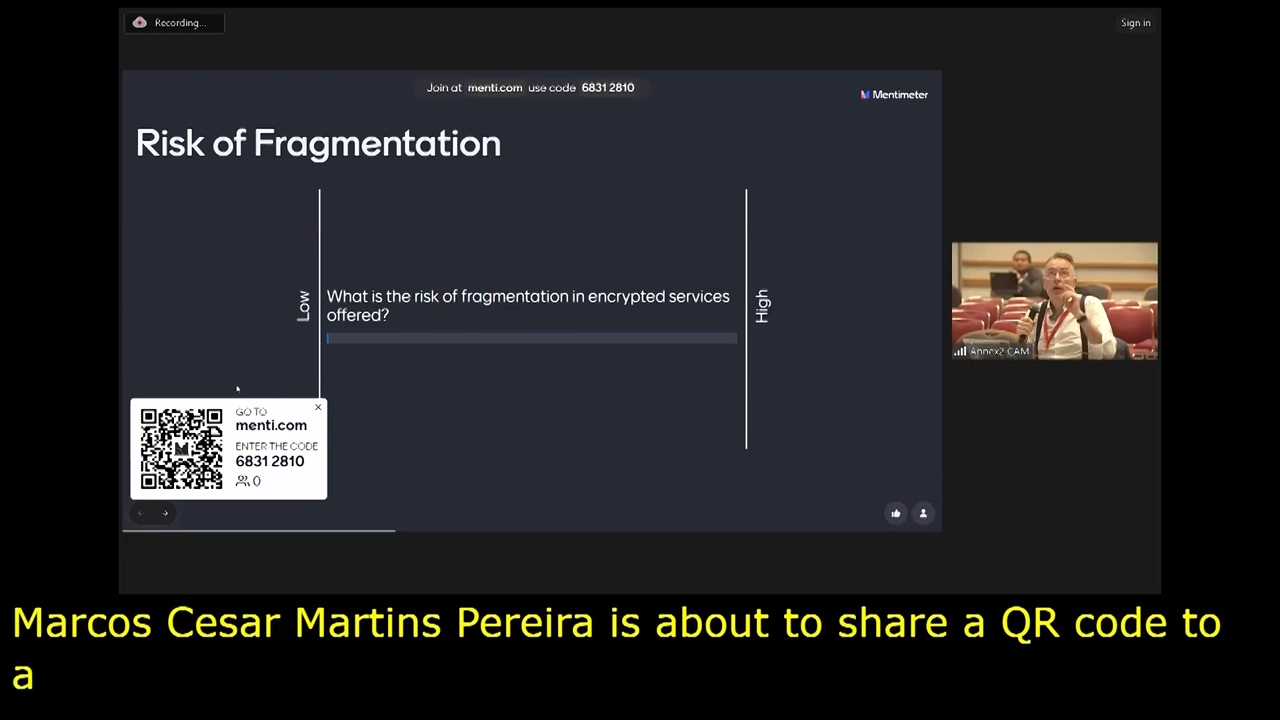 Recording...
Sign in
Join at menti.com use code 6831 2810
Mentimeter
Risk of Fragmentation
Low
What is the risk of fragmentation in encrypted services
offered?
High
GO TO
menti.com
ENTER THE CODE
6831 2810
0
Annex2 CAM
Marcos Cesar Martins Pereira is about to share a QR code to
a